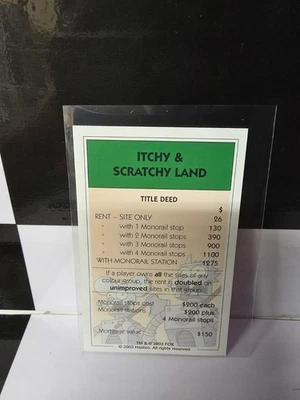 ITCHY &
SCRATCHY LAND
TITLE DEED
$
RENT – SITE ONLY 26
" with 1 Monorail stop 130
" with 2 Monorail stops 390
" with 3 Monorail stops 900
" with 4 Monorail stops 1100
WITH MONORAIL STATION $1275
If a player owns all the sites of any
colour group, the rent is doubled on
unimproved sites in that group.
Monorail stops cost $200 each
Monorail stations $200 plus
4 Monorail stops
Mortgage value $150
TM & © 2003 FOX
© 2003 Hasbro. All rights reserved.